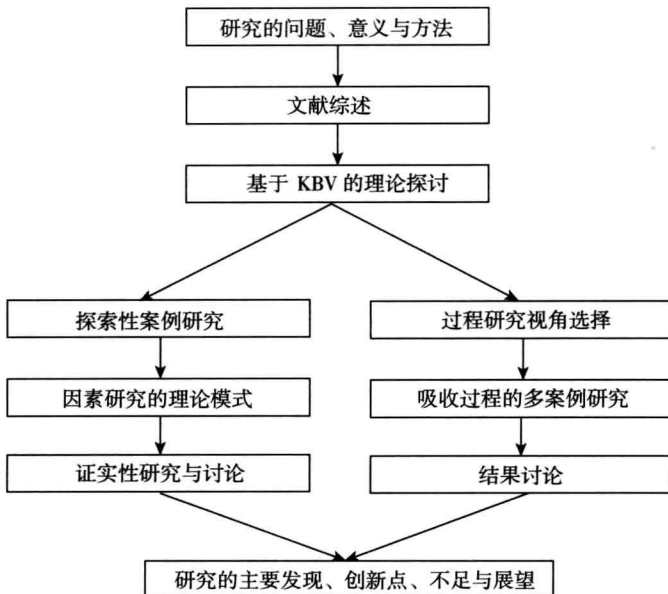 研究的问题、意义与方法
文献综述
基于 KBV 的理论探讨
探索性案例研究
过程研究视角选择
因素研究的理论模式
吸收过程的多案例研究
证实性研究与讨论
结果讨论
研究的主要发现、创新点、不足与展望